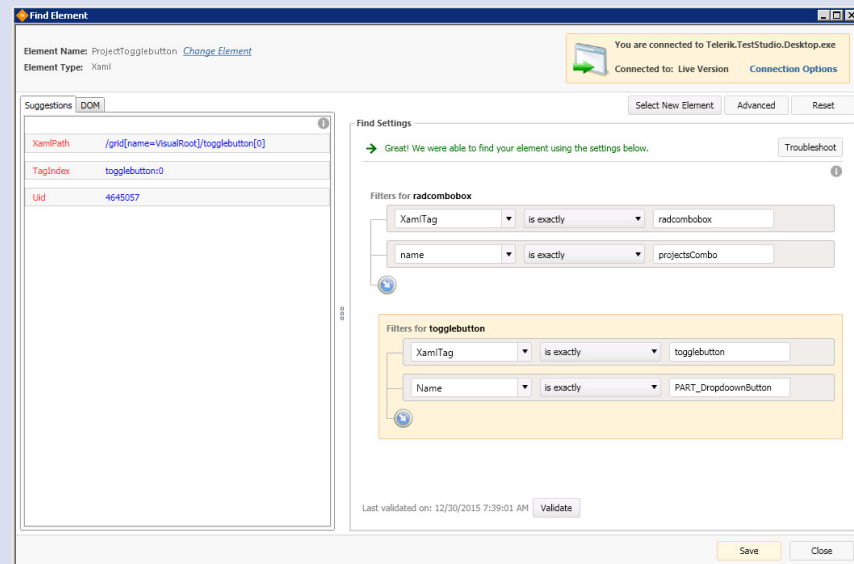 Find Element
Element Name: ProjectTogglebutton Change Element
Element Type: Xaml
You are connected to Telerik.TestStudio.Desktop.exe
Connected to: Live Version Connection Options
Suggestions DOM
Select New Element Advanced Reset
XamlPath /grid[name=VisualRoot]/togglebutton[0]
TagIndex togglebutton:0
Uid 4645057
Find Settings
Great! We were able to find your element using the settings below.
Troubleshoot
Filters for radcombobox
XamlTag is exactly radcombobox
name is exactly projectsCombo
Filters for togglebutton
XamlTag is exactly togglebutton
Name is exactly PART_DropdoownButton
Last validated on: 12/30/2015 7:39:01 AM Validate
Save Close